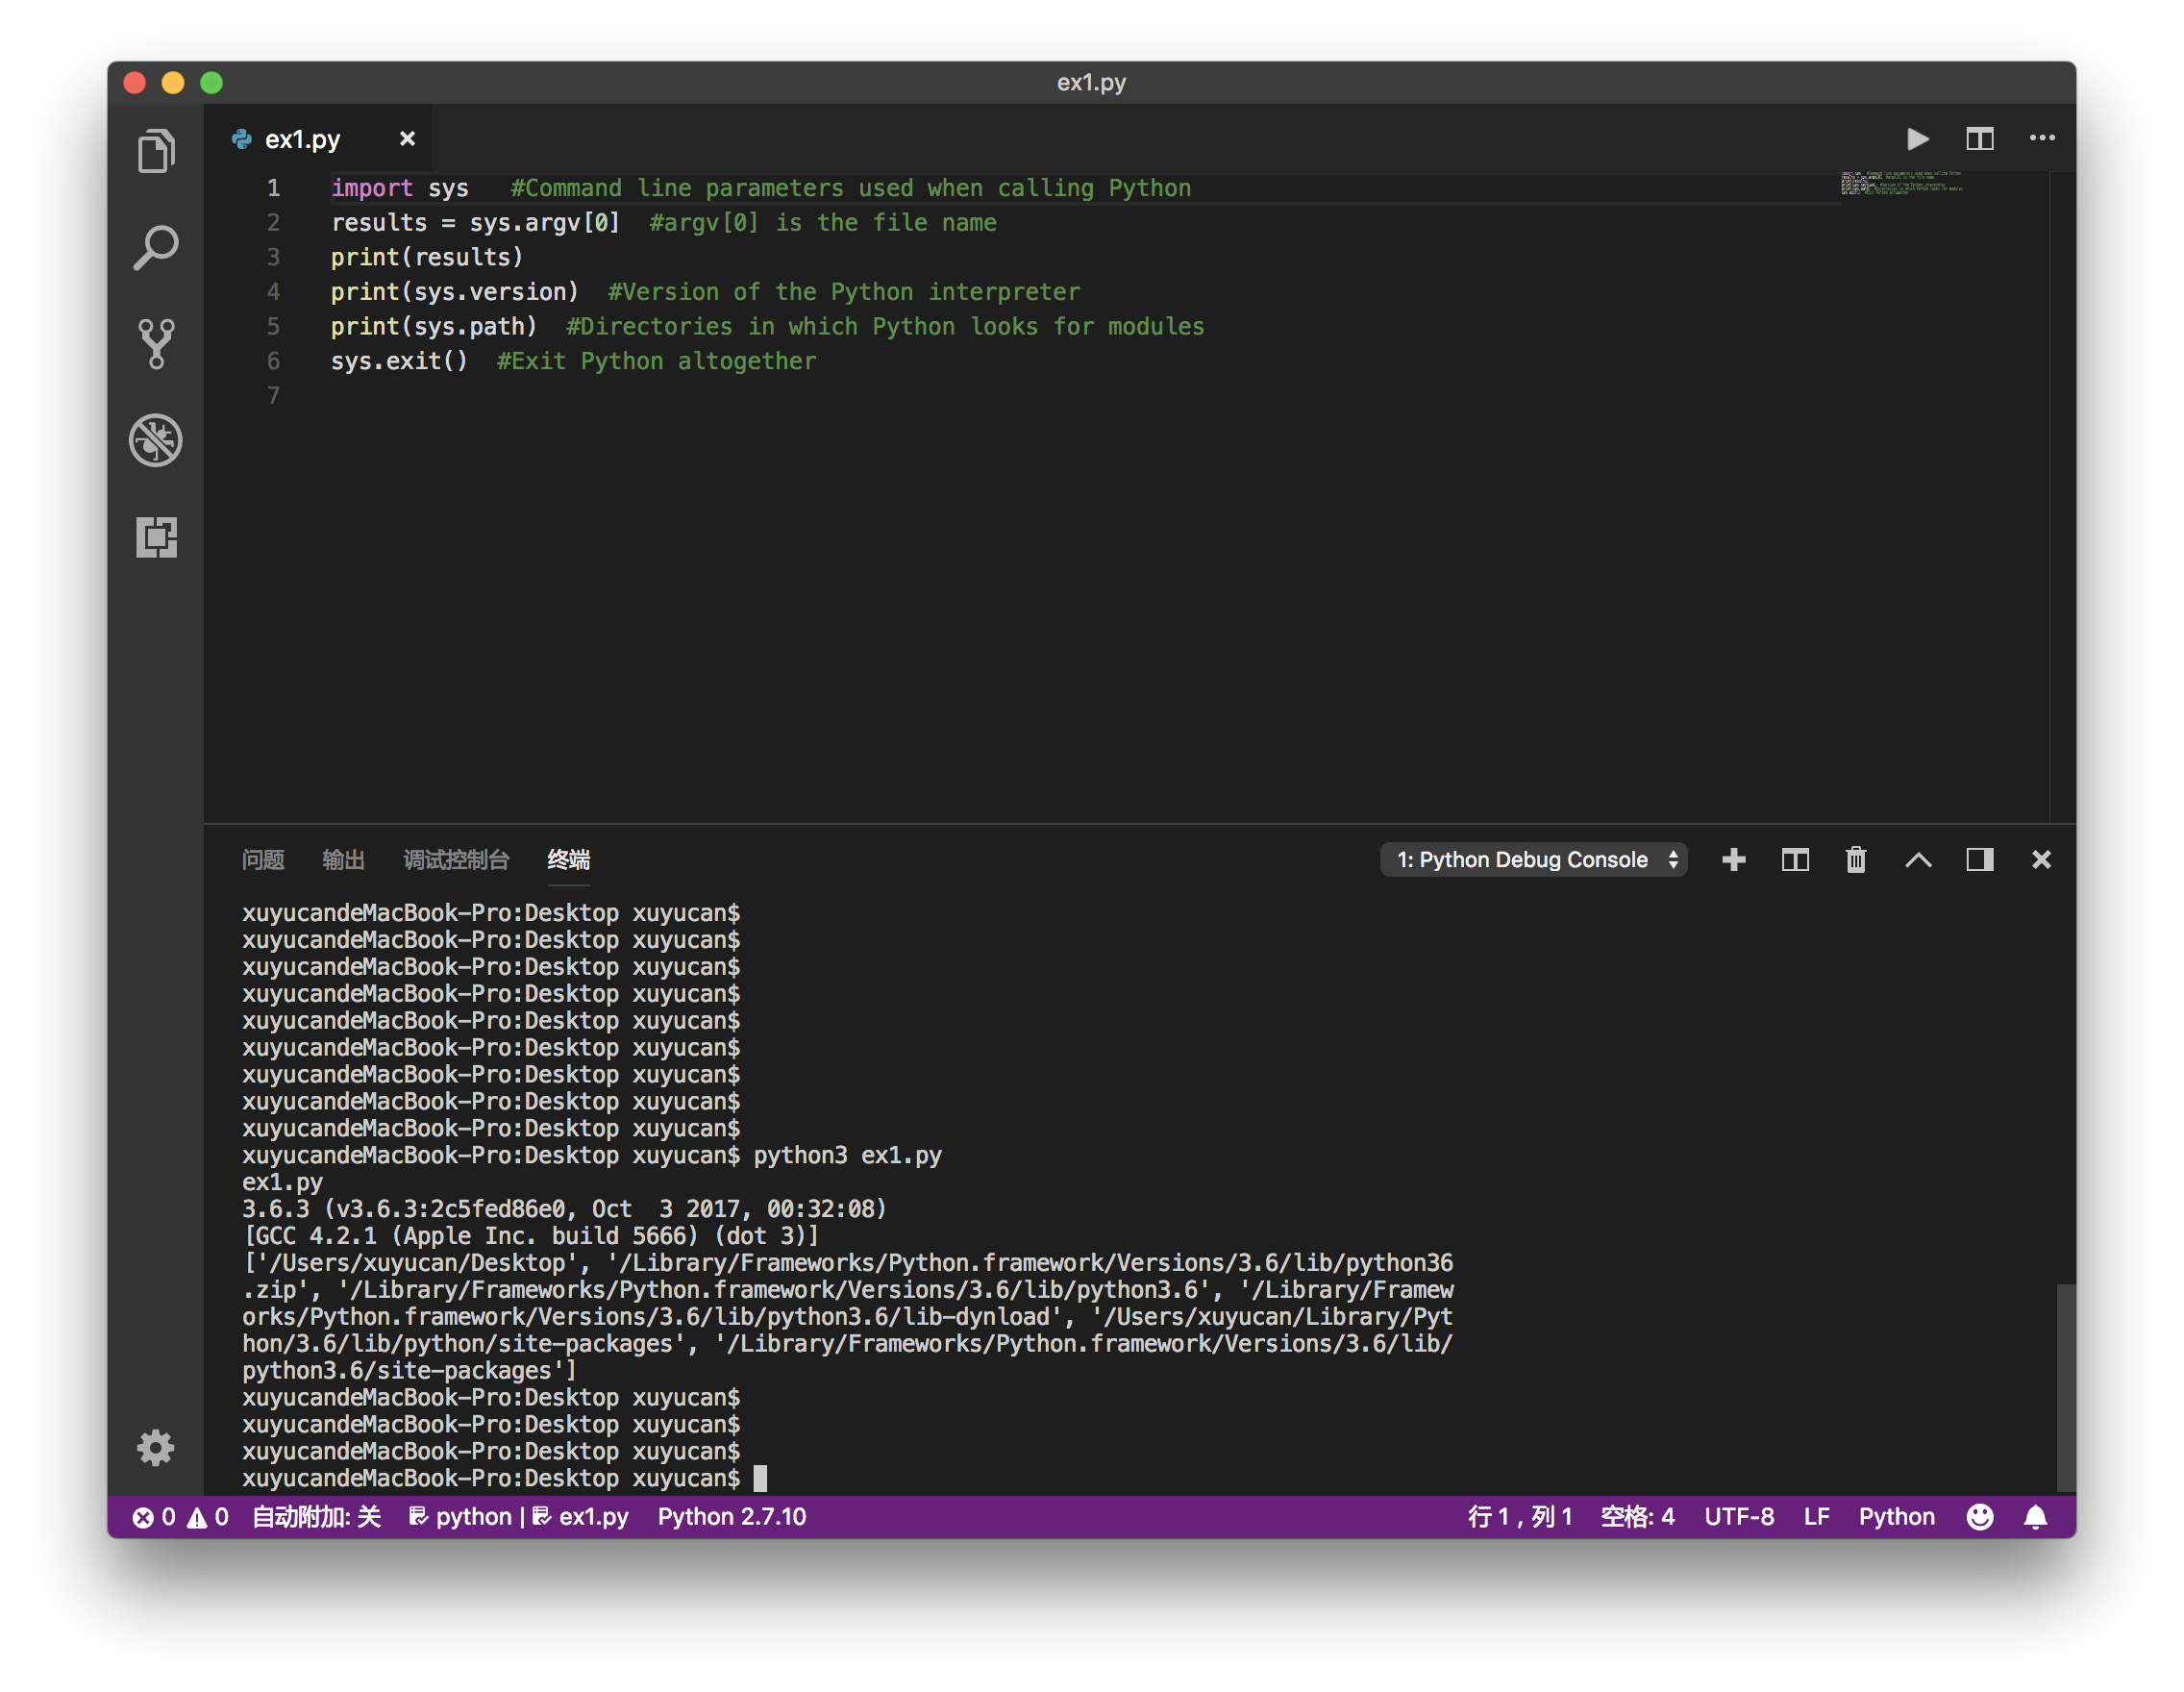 ex1.py
ex1.py
1 import sys   #Command line parameters used when calling Python
2 results = sys.argv[0]  #argv[0] is the file name
3 print(results)
4 print(sys.version)  #Version of the Python interpreter
5 print(sys.path)  #Directories in which Python looks for modules
6 sys.exit()  #Exit Python altogether
7
问题 输出 调试控制台 终端 1: Python Debug Console
xuyucandeMacBook-Pro:Desktop xuyucan$
xuyucandeMacBook-Pro:Desktop xuyucan$
xuyucandeMacBook-Pro:Desktop xuyucan$
xuyucandeMacBook-Pro:Desktop xuyucan$
xuyucandeMacBook-Pro:Desktop xuyucan$
xuyucandeMacBook-Pro:Desktop xuyucan$
xuyucandeMacBook-Pro:Desktop xuyucan$
xuyucandeMacBook-Pro:Desktop xuyucan$
xuyucandeMacBook-Pro:Desktop xuyucan$
xuyucandeMacBook-Pro:Desktop xuyucan$ python3 ex1.py
ex1.py
3.6.3 (v3.6.3:2c5fed86e0, Oct  3 2017, 00:32:08)
[GCC 4.2.1 (Apple Inc. build 5666) (dot 3)]
['/Users/xuyucan/Desktop', '/Library/Frameworks/Python.framework/Versions/3.6/lib/python36
.zip', '/Library/Frameworks/Python.framework/Versions/3.6/lib/python3.6', '/Library/Framew
orks/Python.framework/Versions/3.6/lib/python3.6/lib-dynload', '/Users/xuyucan/Library/Pyt
hon/3.6/lib/python/site-packages', '/Library/Frameworks/Python.framework/Versions/3.6/lib/
python3.6/site-packages']
xuyucandeMacBook-Pro:Desktop xuyucan$
xuyucandeMacBook-Pro:Desktop xuyucan$
xuyucandeMacBook-Pro:Desktop xuyucan$
xuyucandeMacBook-Pro:Desktop xuyucan$
0 0 自动附加: 关 python | ex1.py Python 2.7.10 行 1，列 1 空格: 4 UTF-8 LF Python